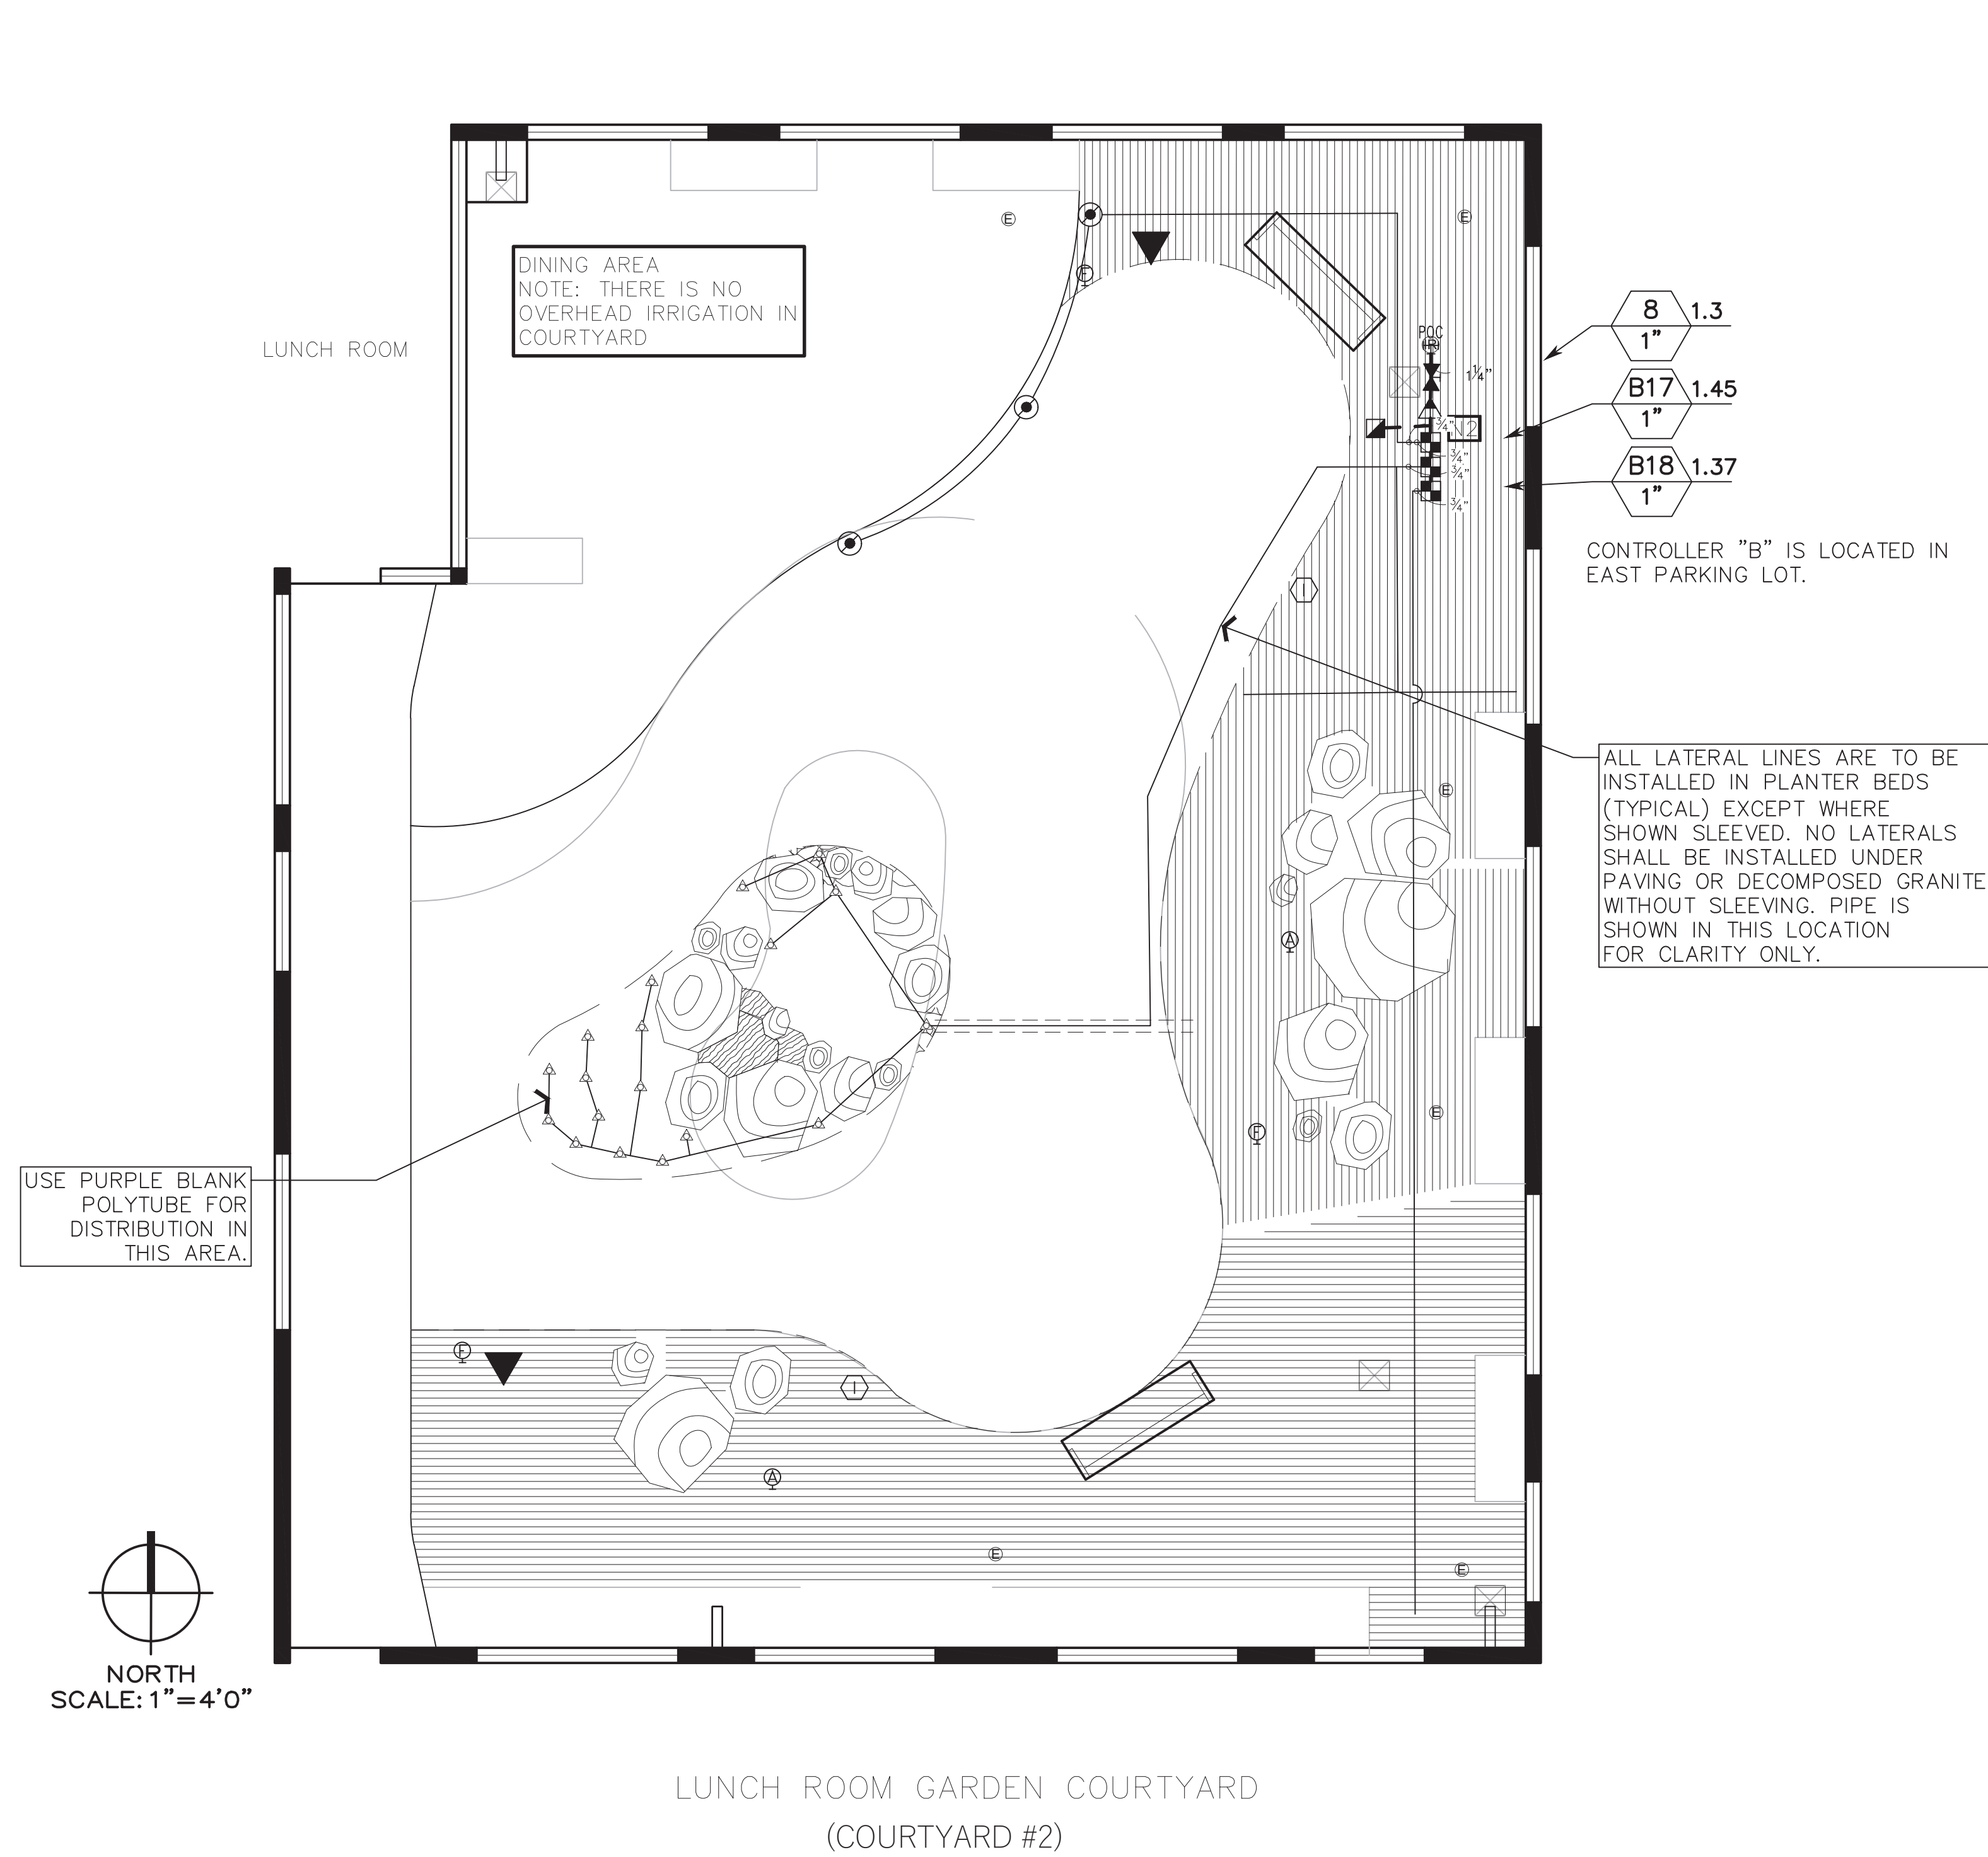 DINING AREA
NOTE: THERE IS NO
OVERHEAD IRRIGATION IN
COURTYARD
LUNCH ROOM
E
E
F
POC
1¼"
N2
¾"
¾"
¾"
¾"
8 1.3
1"
B17 1.45
1"
B18 1.37
1"
CONTROLLER "B" IS LOCATED IN
EAST PARKING LOT.
I
ALL LATERAL LINES ARE TO BE
INSTALLED IN PLANTER BEDS
(TYPICAL) EXCEPT WHERE
SHOWN SLEEVED. NO LATERALS
SHALL BE INSTALLED UNDER
PAVING OR DECOMPOSED GRANITE
WITHOUT SLEEVING. PIPE IS
SHOWN IN THIS LOCATION
FOR CLARITY ONLY.
E
A
E
F
USE PURPLE BLANK
POLYTUBE FOR
DISTRIBUTION IN
THIS AREA.
F
I
A
E
E
NORTH
SCALE: 1"=4'0"
LUNCH ROOM GARDEN COURTYARD
(COURTYARD #2)